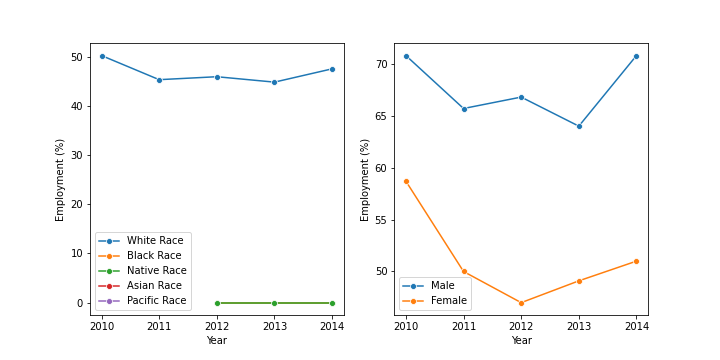 Employment (%)
50
40
30
20
10
0
White Race
Black Race
Native Race
Asian Race
Pacific Race
2010 2011 2012 2013 2014
Year
Employment (%)
70
65
60
55
50
Male
Female
2010 2011 2012 2013 2014
Year